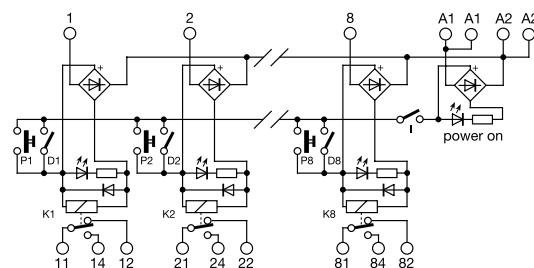 1 2 8 A1 A1 A2 A2
+ + + +
I
power on
P1 D1 P2 D2 P8 D8
K1 K2 K8
11 14 12 21 24 22 81 84 82